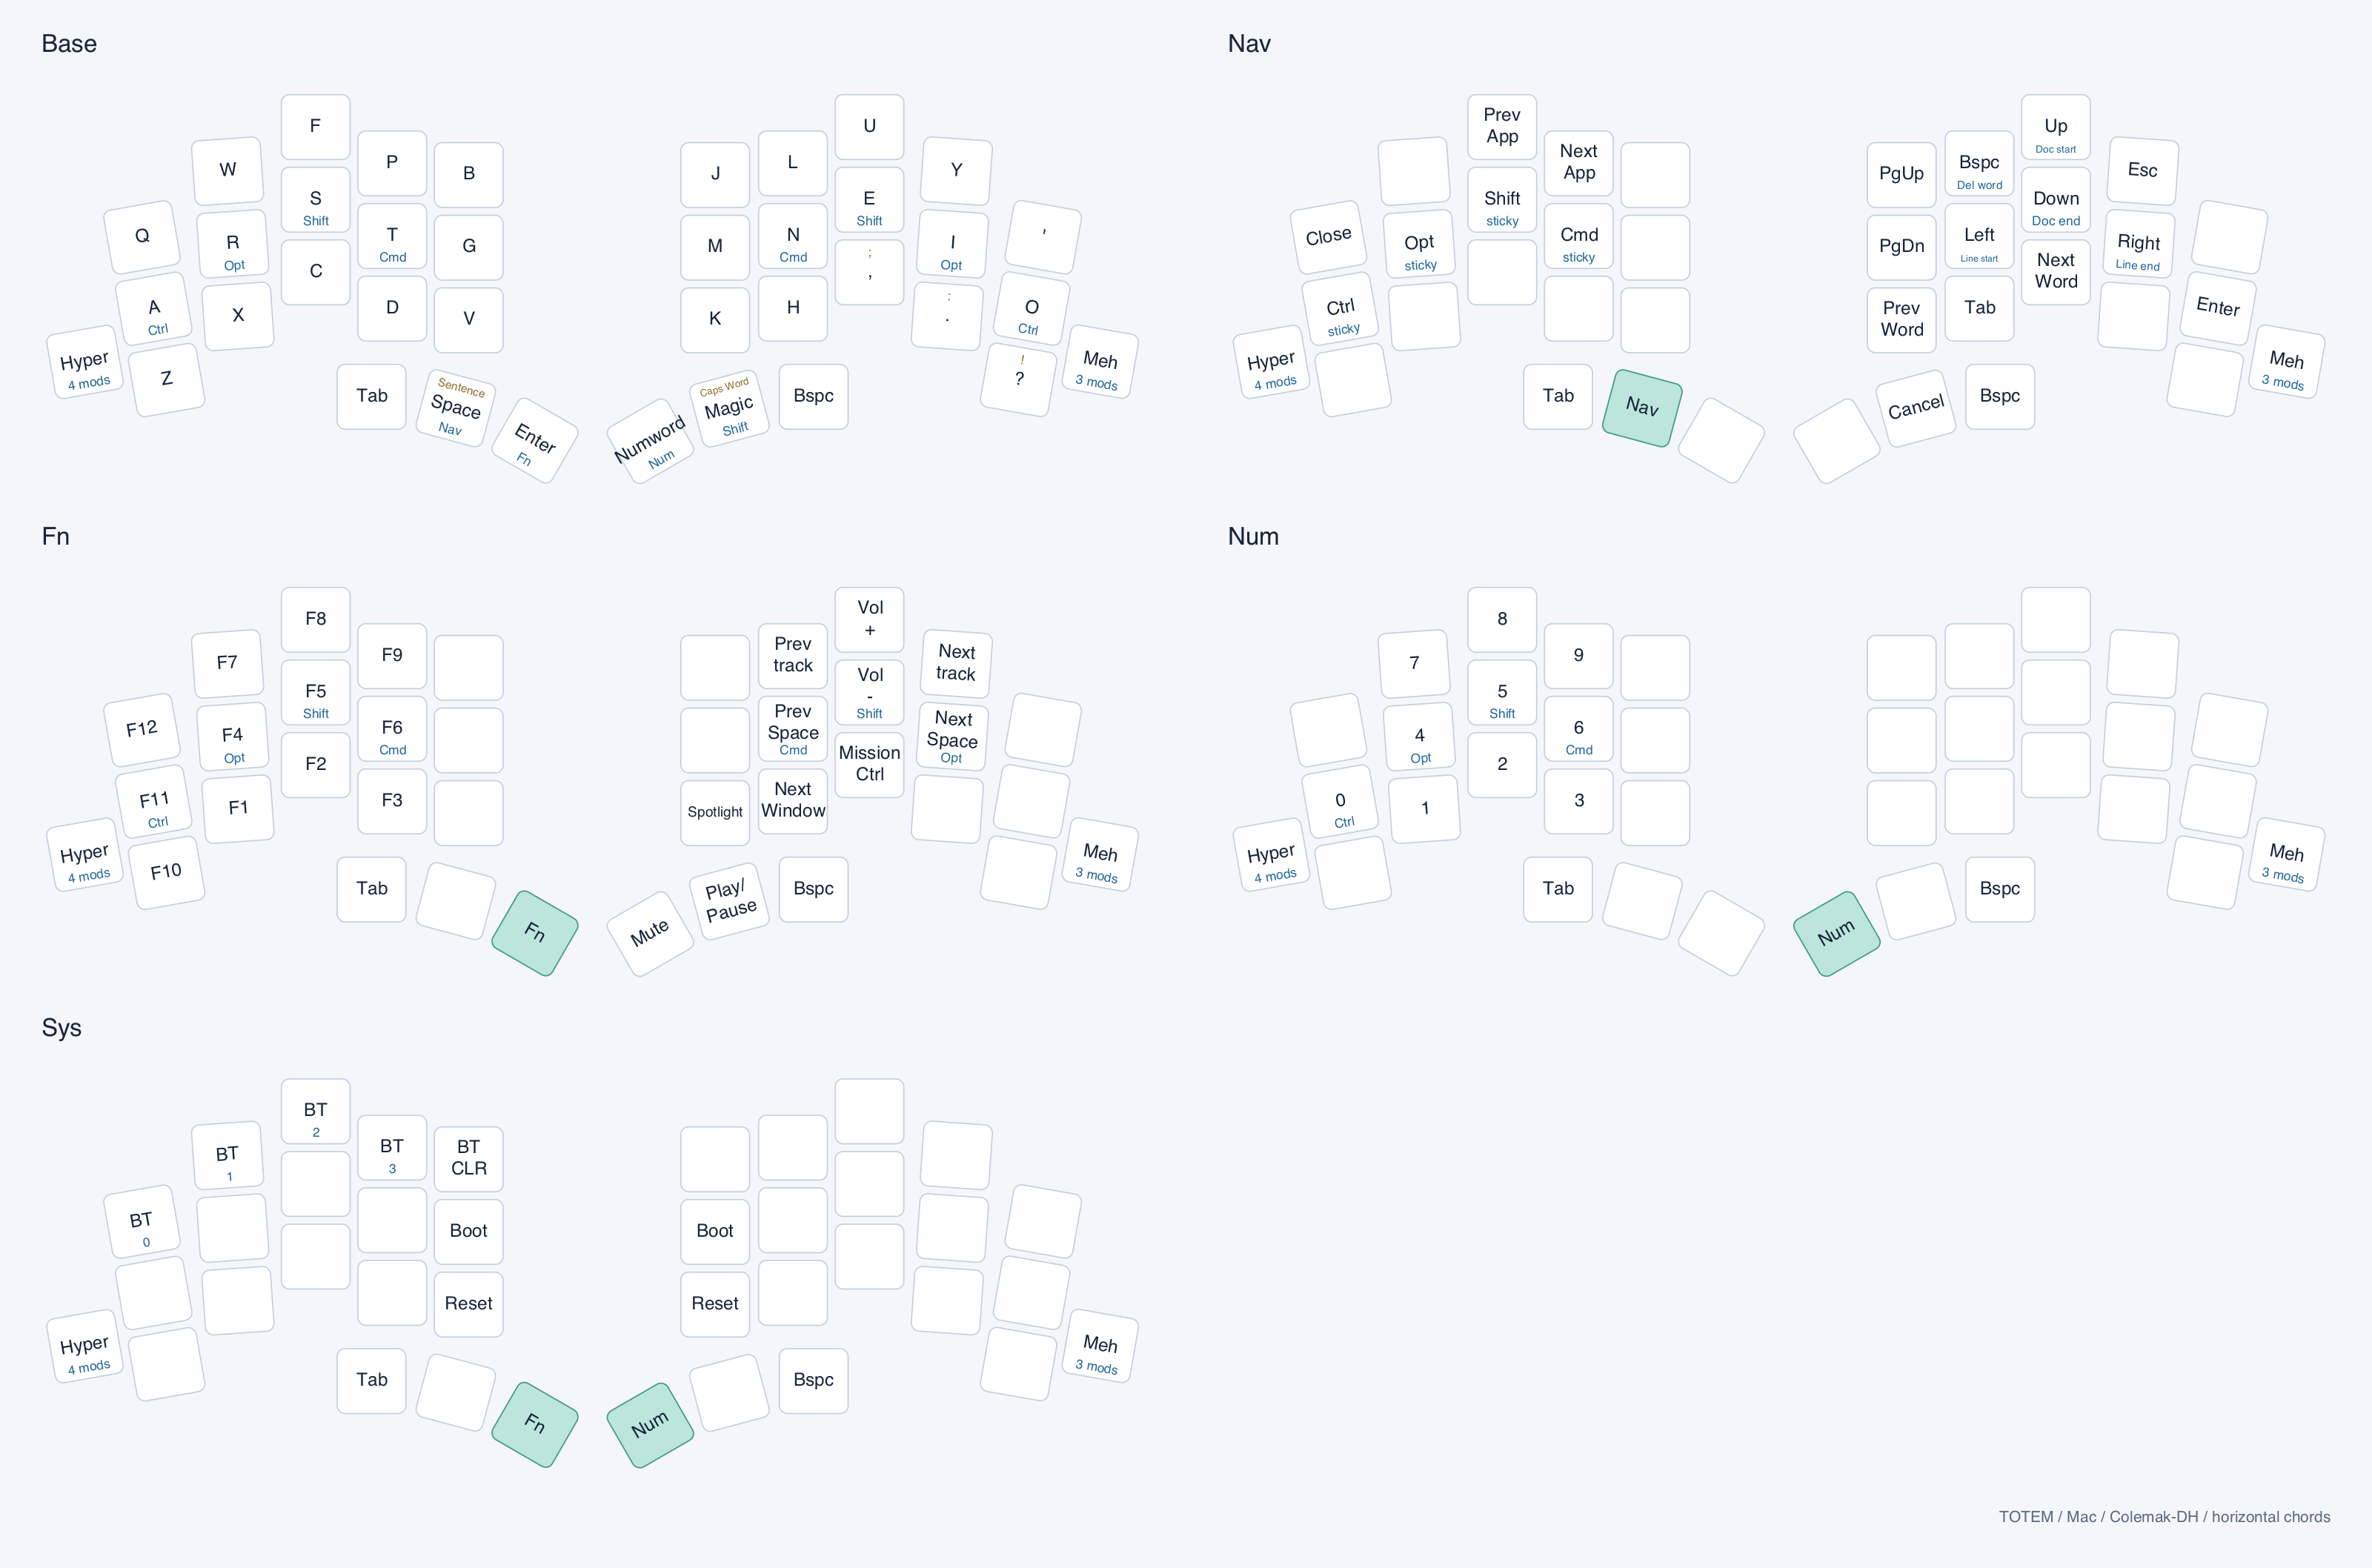 Base
F
W
P
B
S
Shift
Q
R
Opt
T
Cmd
G
C
A
Ctrl
X
D
V
Hyper
4 mods
Z
Tab
Sentence
Space
Nav
Enter
Fn
U
L
Y
J
E
Shift
N
Cmd
M
I
Opt
'
;
,
K
H
:
.
O
Ctrl
!
?
Meh
3 mods
Numword
Num
Caps Word
Magic
Shift
Bspc
Nav
Prev
App
Next
App
Shift
sticky
Close
Opt
sticky
Cmd
sticky
Ctrl
sticky
Hyper
4 mods
Tab
Nav
Up
Doc start
Bspc
Del word
Esc
PgUp
Down
Doc end
Left
Line start
Right
Line end
PgDn
Next
Word
Prev
Word
Tab
Enter
Meh
3 mods
Cancel
Bspc
Fn
F8
F7
F9
F5
Shift
F12
F4
Opt
F6
Cmd
F2
F11
Ctrl
F1
F3
Hyper
4 mods
F10
Tab
Fn
Vol
+
Prev
track
Next
track
Vol
-
Shift
Prev
Space
Cmd
Next
Space
Opt
Mission
Ctrl
Spotlight
Next
Window
Meh
3 mods
Mute
Play/
Pause
Bspc
Num
8
7
9
5
Shift
4
Opt
6
Cmd
2
0
Ctrl
1
3
Hyper
4 mods
Tab
Num
Bspc
Meh
3 mods
Sys
BT
2
BT
1
BT
3
BT
CLR
BT
0
Boot
Reset
Hyper
4 mods
Tab
Fn
Boot
Reset
Meh
3 mods
Num
Bspc
TOTEM / Mac / Colemak-DH / horizontal chords